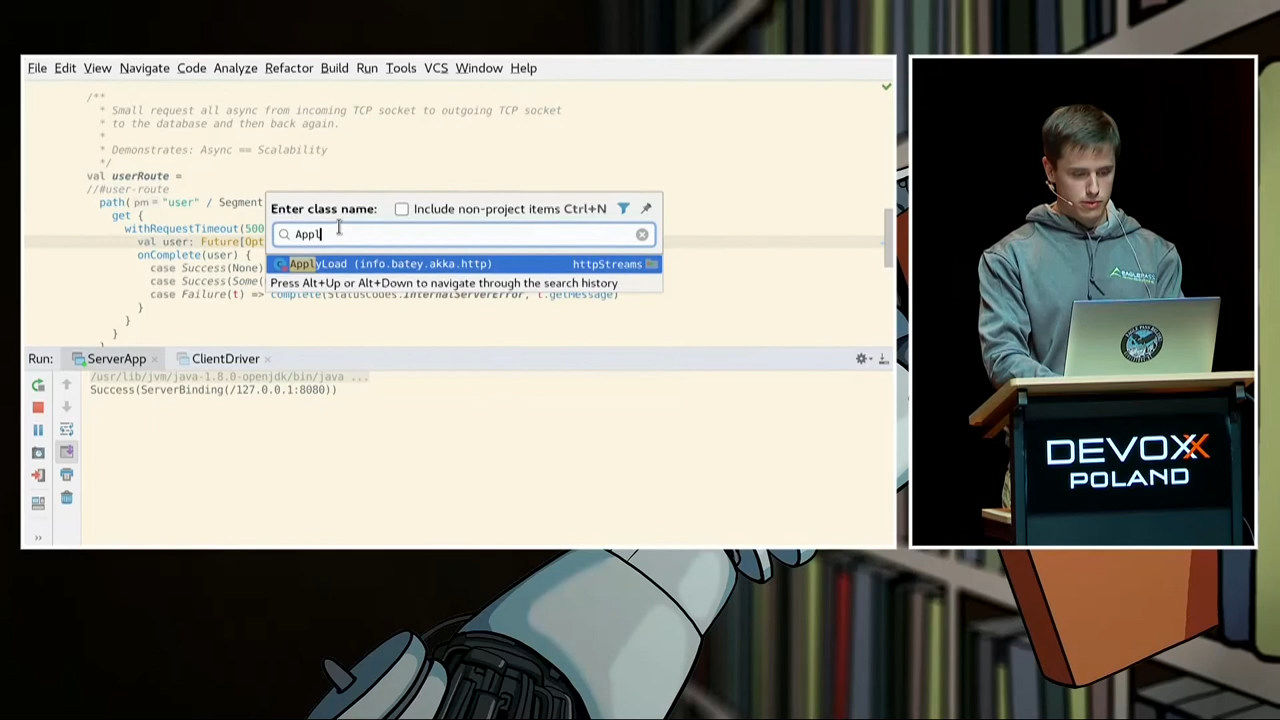 File Edit View Navigate Code Analyze Refactor Build Run Tools VCS Window Help
/**
* Small request all async from incoming TCP socket to outgoing TCP socket
* to the database and then back again.
*
* Demonstrates: Async == Scalability
*/
val userRoute =
//#user-route
path( pm = "user" / Segment
get {
withRequestTimeout(500
val user: Future[Opt
onComplete(user) {
case Success(None)
case Success(Some(
case Failure(t) => complete(StatusCodes.InternalServerError, t.getMessage)
}
}
}
Enter class name: Include non-project items Ctrl+N
Appl
ApplyLoad (info.batey.akka.http) httpStreams
Press Alt+Up or Alt+Down to navigate through the search history
Run: ServerApp × ClientDriver ×
/usr/lib/jvm/java-1.8.0-openjdk/bin/java ...
Success(ServerBinding(/127.0.0.1:8080))
EAGLEPASS
DEVOXX
POLAND